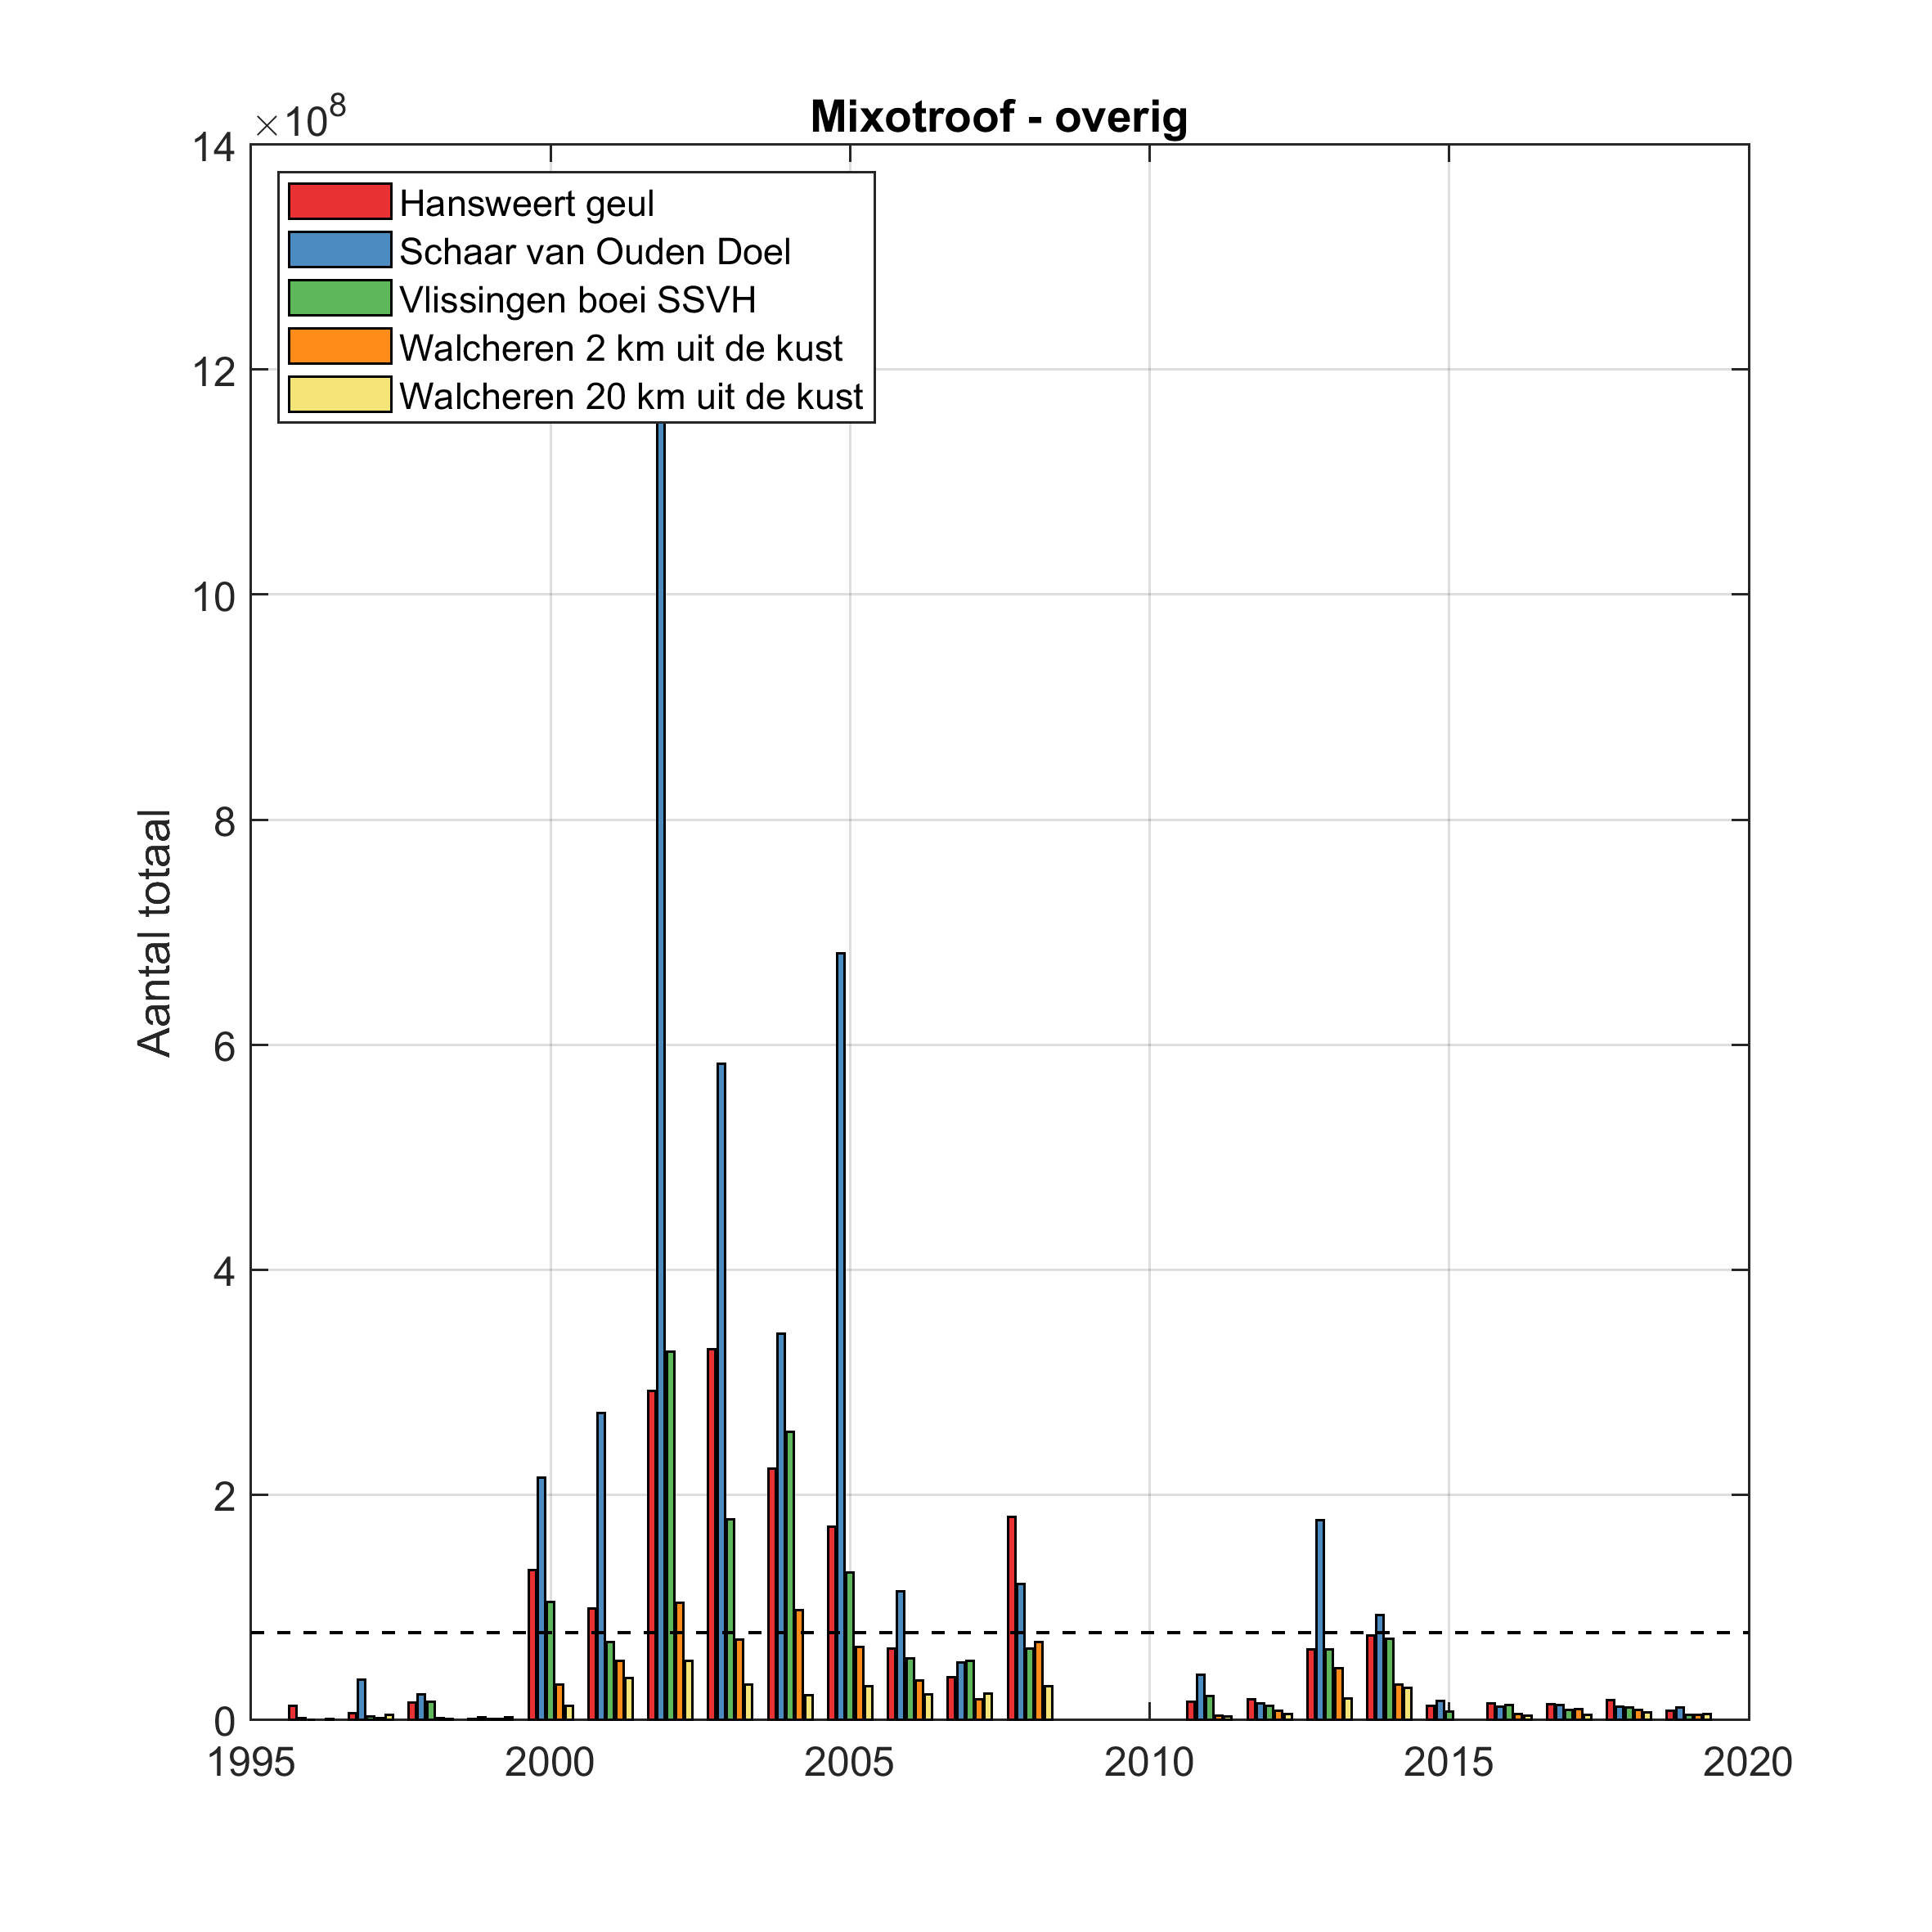 Mixotroof - overig
×10⁸
14
12
10
8
6
4
2
0
Aantal totaal
Hansweert geul
Schaar van Ouden Doel
Vlissingen boei SSVH
Walcheren 2 km uit de kust
Walcheren 20 km uit de kust
1995 2000 2005 2010 2015 2020